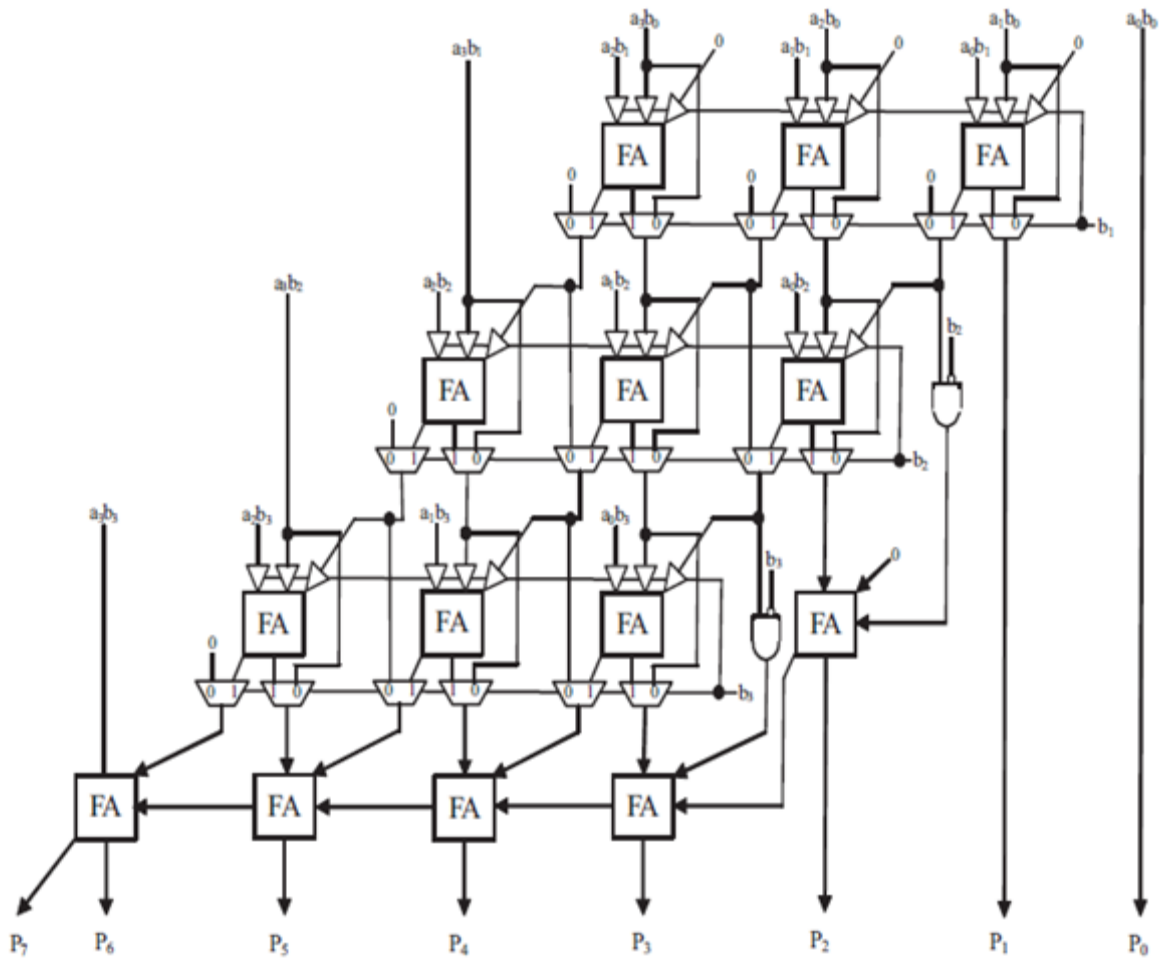 a₃b₀ a₂b₀ a₁b₀ a₀b₀
a₃b₁ a₂b₁ 0 a₁b₁ a₀b₁ 0
FA FA FA
0 0 0
0 1 1 0 0 1 1 0 0 1 1 0 b₁
a₃b₂ a₂b₂ a₁b₂ a₀b₂
b₂
FA FA FA
0
0 1 1 0 0 1 1 0 0 1 1 0 b₂
a₃b₃ a₂b₃ a₁b₃ a₀b₃
b₃ 0
FA FA FA FA
0
0 1 1 0 0 1 1 0 0 1 1 0 b₃
FA FA FA FA
P₇ P₆ P₅ P₄ P₃ P₂ P₁ P₀